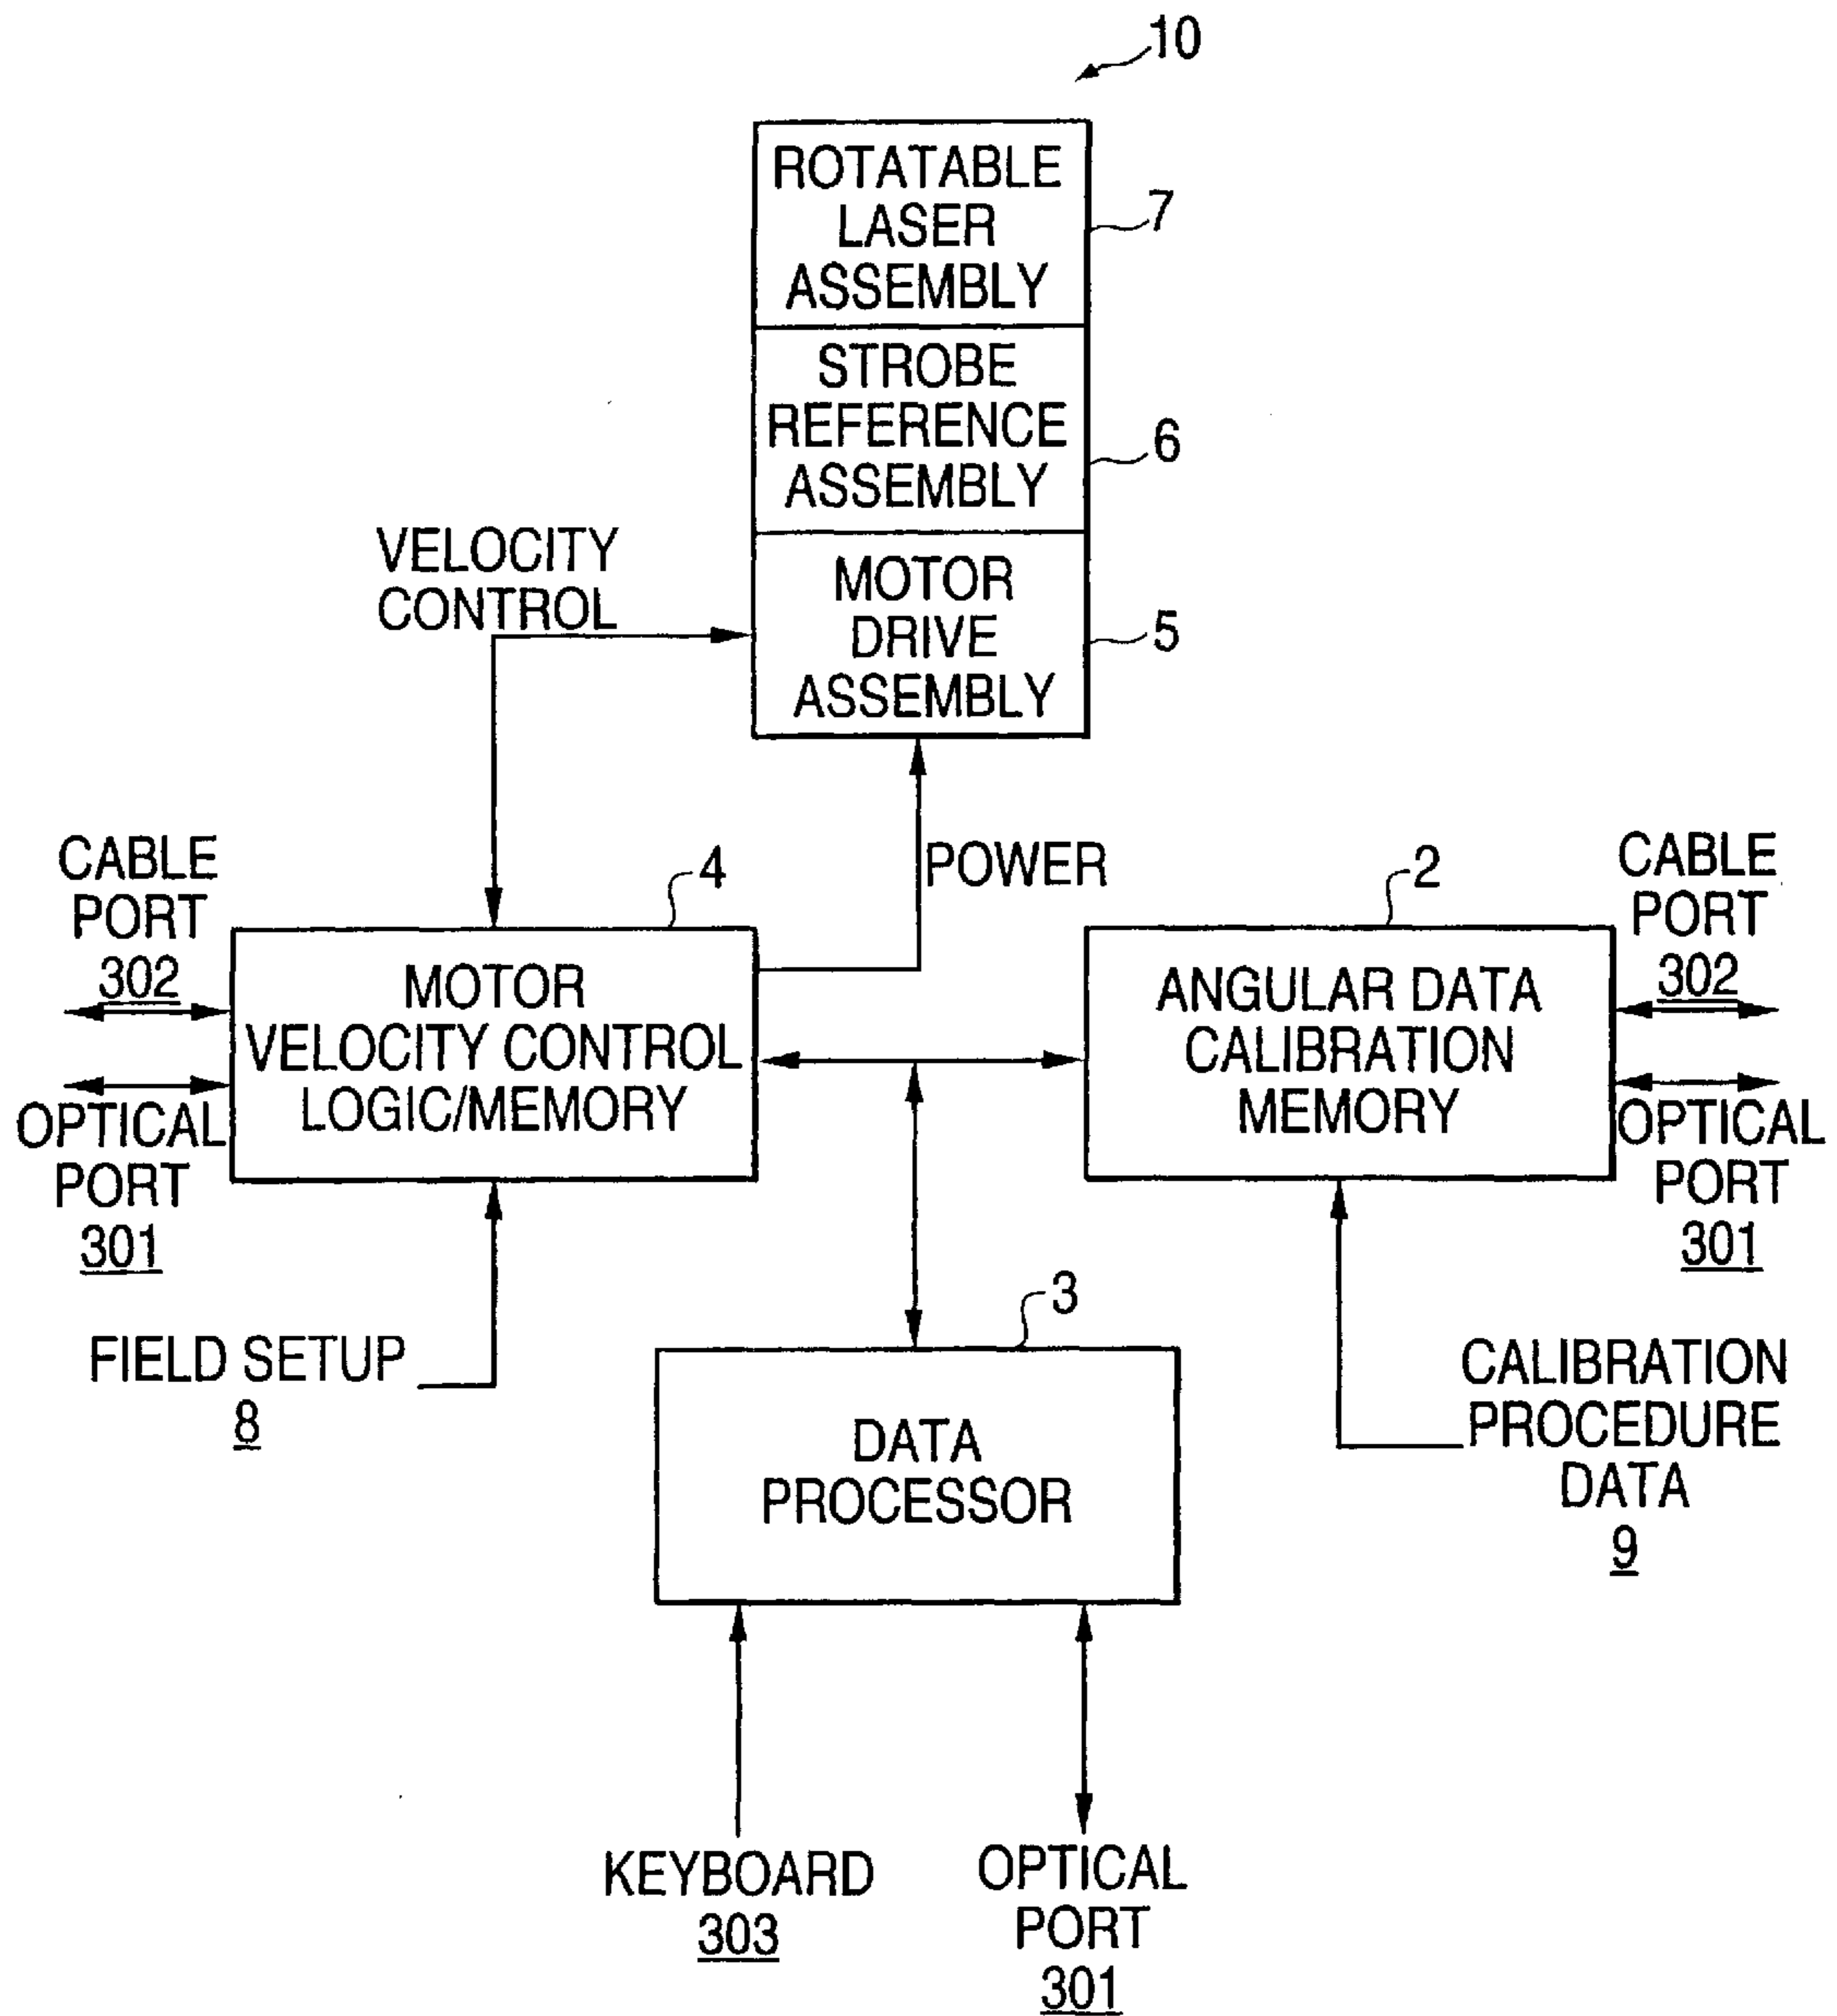 10
ROTATABLE
LASER
ASSEMBLY
7
STROBE
REFERENCE
ASSEMBLY
6
MOTOR
DRIVE
ASSEMBLY
5
VELOCITY
CONTROL
POWER
CABLE
PORT
302
OPTICAL
PORT
301
4
MOTOR
VELOCITY CONTROL
LOGIC/MEMORY
2
ANGULAR DATA
CALIBRATION
MEMORY
CABLE
PORT
302
OPTICAL
PORT
301
FIELD SETUP
8
3
DATA
PROCESSOR
CALIBRATION
PROCEDURE
DATA
9
KEYBOARD
303
OPTICAL
PORT
301